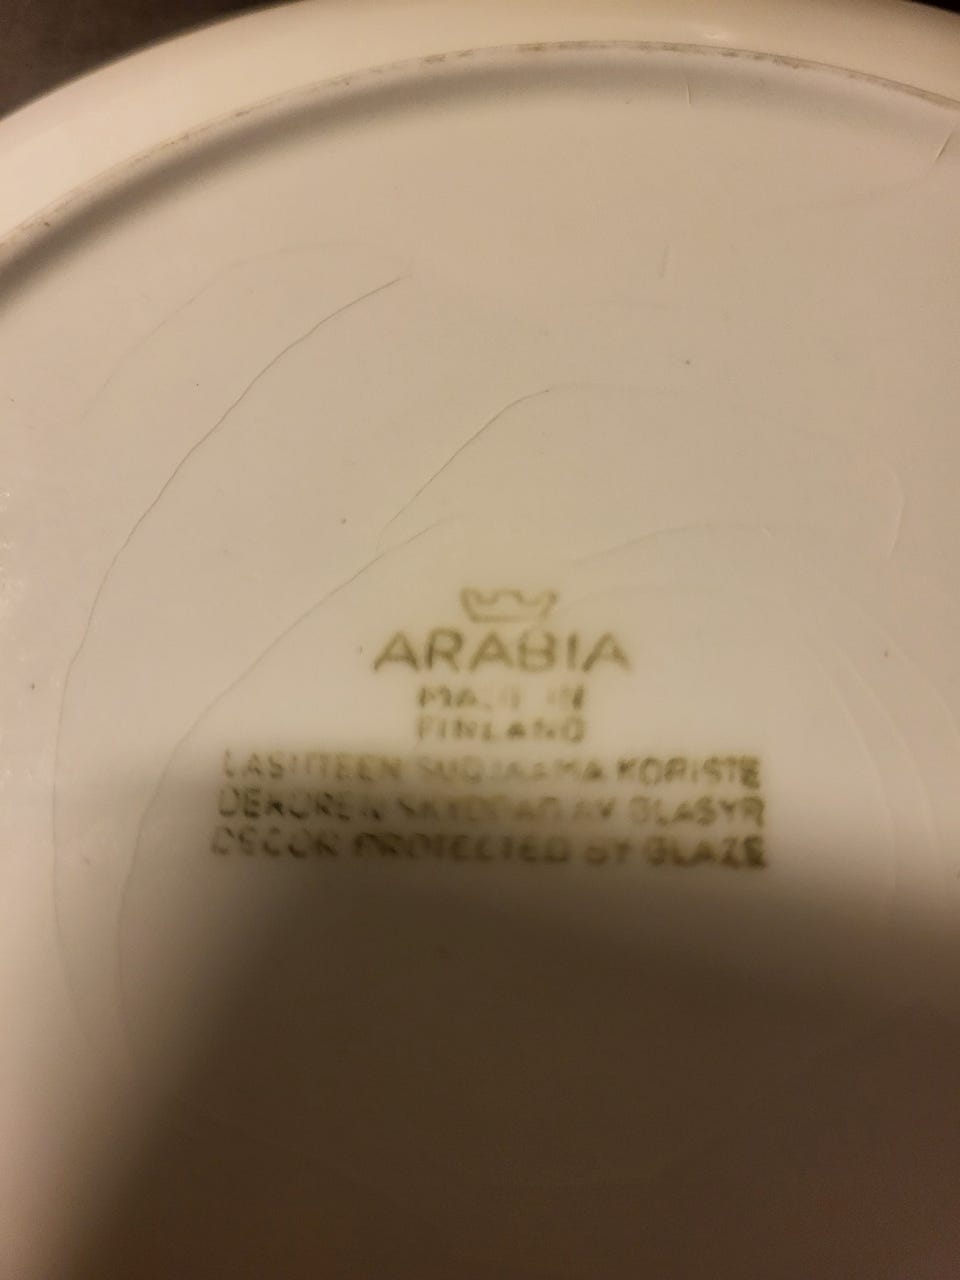 ARABIA
MADE IN
FINLAND
LASITTEEN SUOJAAMA KORISTE
DEKOREN SKYDDAD AV GLASYR
DECOR PROTECTED BY GLAZE